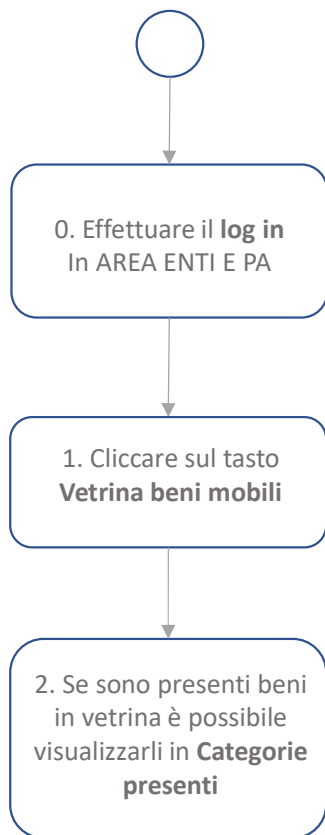 0. Effettuare il log in
In AREA ENTI E PA
1. Cliccare sul tasto
Vetrina beni mobili
2. Se sono presenti beni
in vetrina è possibile
visualizzarli in Categorie
presenti